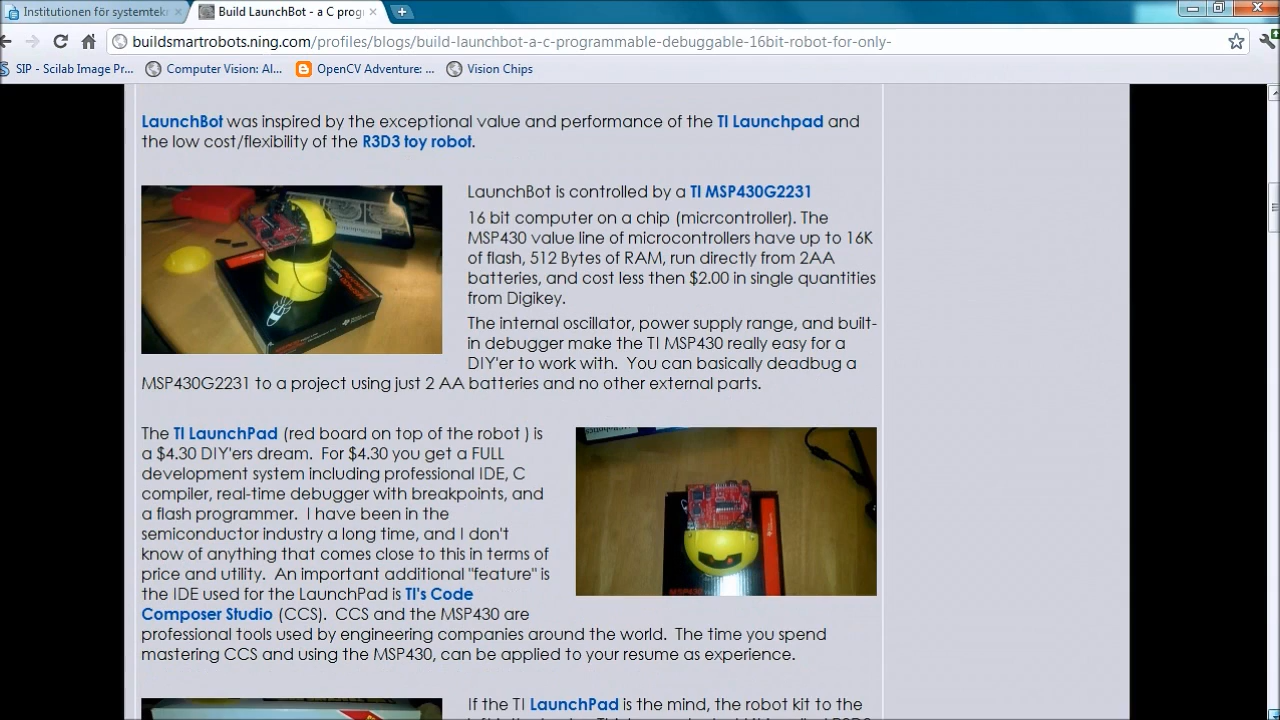 Institutionen för systemtekn
Build LaunchBot - a C prog
buildsmartrobots.ning.com/profiles/blogs/build-launchbot-a-c-programmable-debuggable-16bit-robot-for-only-
SIP - Scilab Image Pr...
Computer Vision: Al...
OpenCV Adventure: ...
Vision Chips
LaunchBot was inspired by the exceptional value and performance of the TI Launchpad and
the low cost/flexibility of the R3D3 toy robot.
LaunchBot is controlled by a TI MSP430G2231
16 bit computer on a chip (micrcontroller). The
MSP430 value line of microcontrollers have up to 16K
of flash, 512 Bytes of RAM, run directly from 2AA
batteries, and cost less then $2.00 in single quantities
from Digikey.
The internal oscillator, power supply range, and built-
in debugger make the TI MSP430 really easy for a
DIY'er to work with. You can basically deadbug a
MSP430G2231 to a project using just 2 AA batteries and no other external parts.
The TI LaunchPad (red board on top of the robot ) is
a $4.30 DIY'ers dream. For $4.30 you get a FULL
development system including professional IDE, C
compiler, real-time debugger with breakpoints, and
a flash programmer. I have been in the
semiconductor industry a long time, and I don't
know of anything that comes close to this in terms of
price and utility. An important additional "feature" is
the IDE used for the LaunchPad is TI's Code
Composer Studio (CCS). CCS and the MSP430 are
professional tools used by engineering companies around the world. The time you spend
mastering CCS and using the MSP430, can be applied to your resume as experience.
If the TI LaunchPad is the mind, the robot kit to the